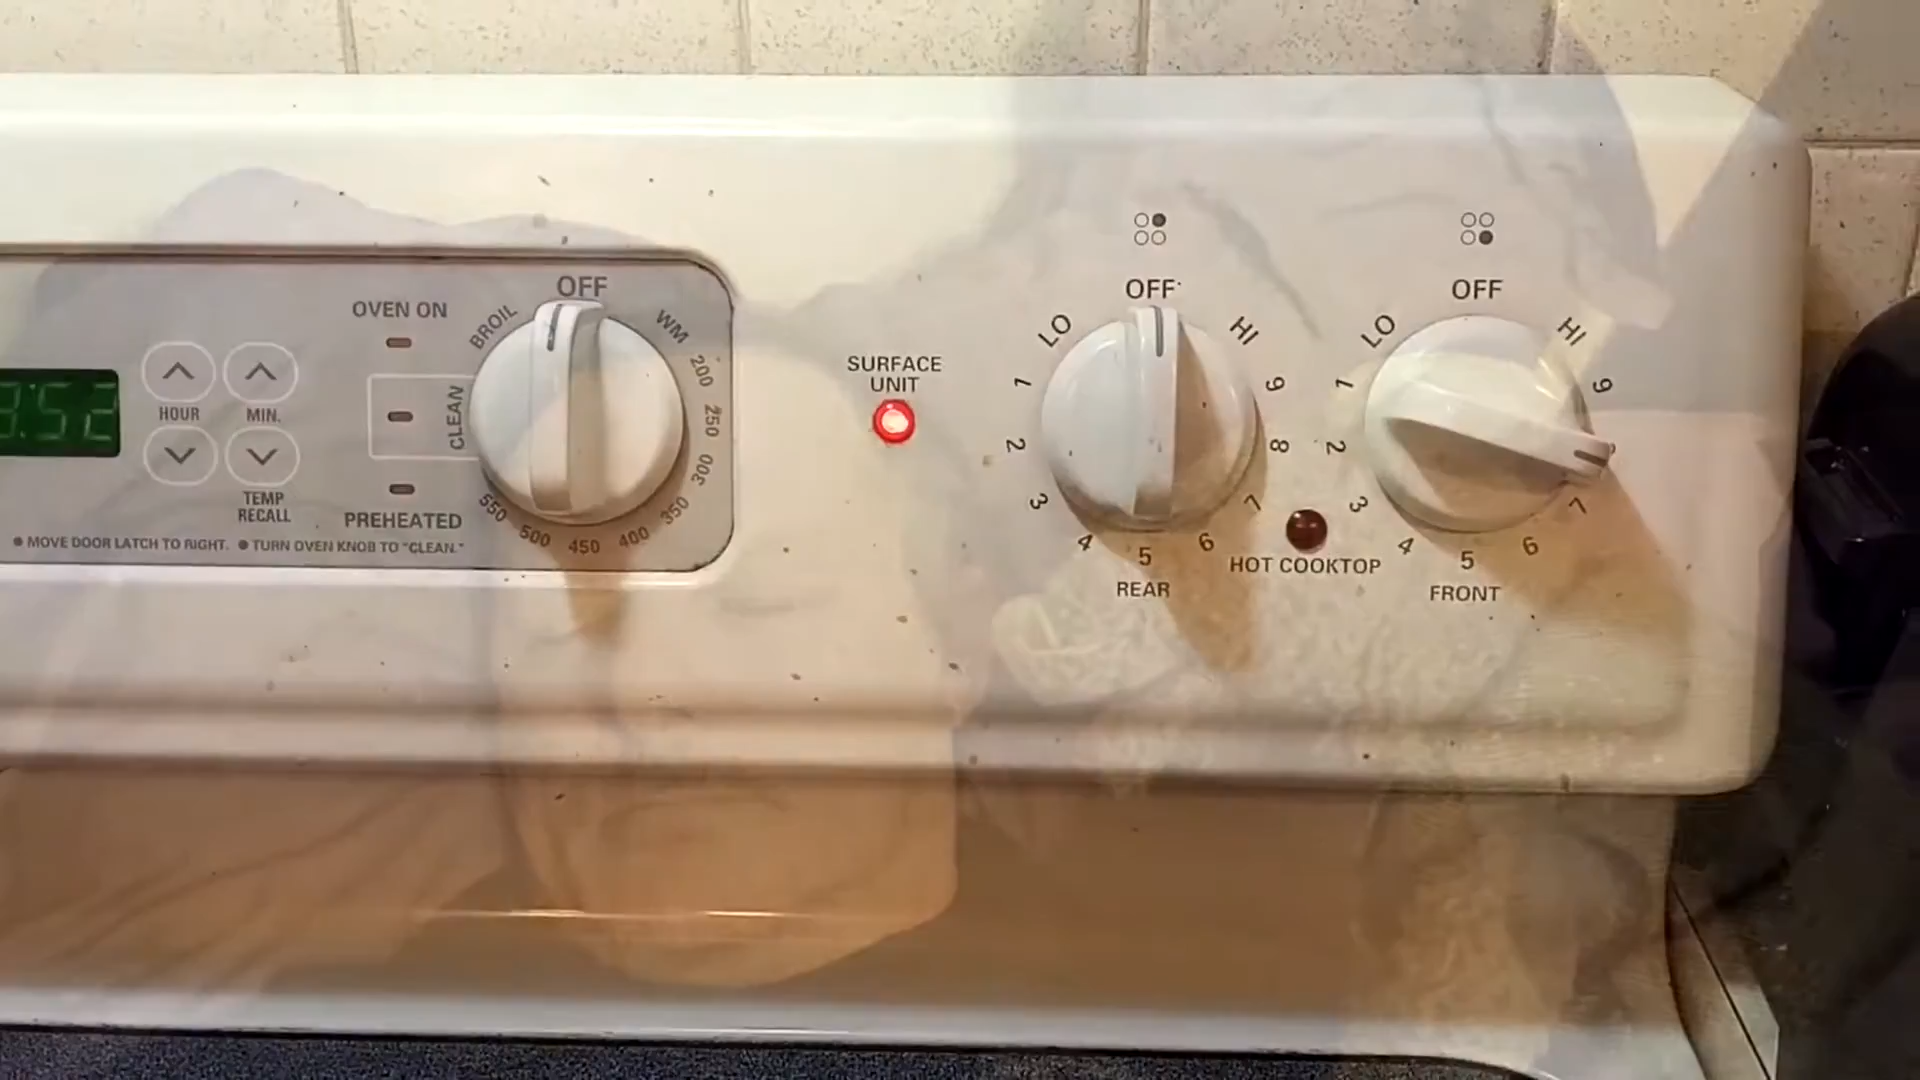 :52
HOUR
MIN.
TEMP
RECALL
OVEN ON
CLEAN
PREHEATED
• MOVE DOOR LATCH TO RIGHT. • TURN OVEN KNOB TO "CLEAN."
OFF
BROIL
WM
200
250
300
350
400
450
500
550
SURFACE
UNIT
OFF
LO
HI
1
9
2
8
3
7
4
5
6
REAR
HOT COOKTOP
OFF
LO
HI
1
9
2
3
7
4
5
6
FRONT